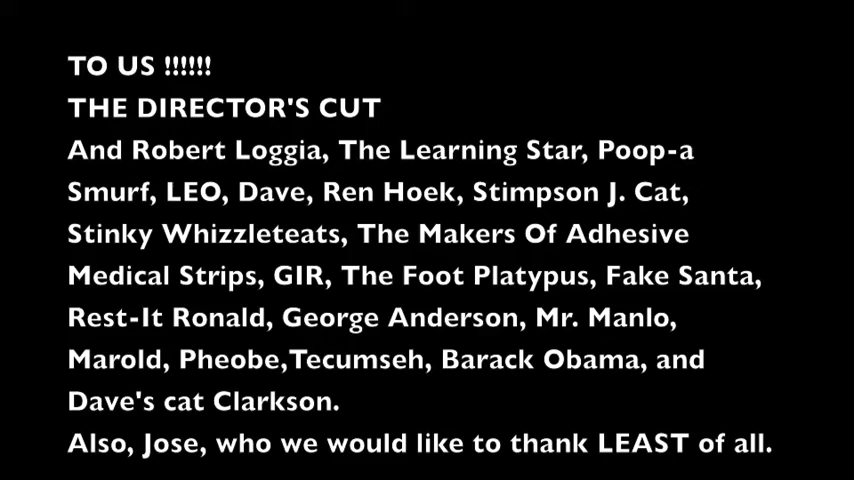 TO US !!!!!!
THE DIRECTOR'S CUT
And Robert Loggia, The Learning Star, Poop-a
Smurf, LEO, Dave, Ren Hoek, Stimpson J. Cat,
Stinky Whizzleteats, The Makers Of Adhesive
Medical Strips, GIR, The Foot Platypus, Fake Santa,
Rest-It Ronald, George Anderson, Mr. Manlo,
Marold, Pheobe,Tecumseh, Barack Obama, and
Dave's cat Clarkson.
Also, Jose, who we would like to thank LEAST of all.